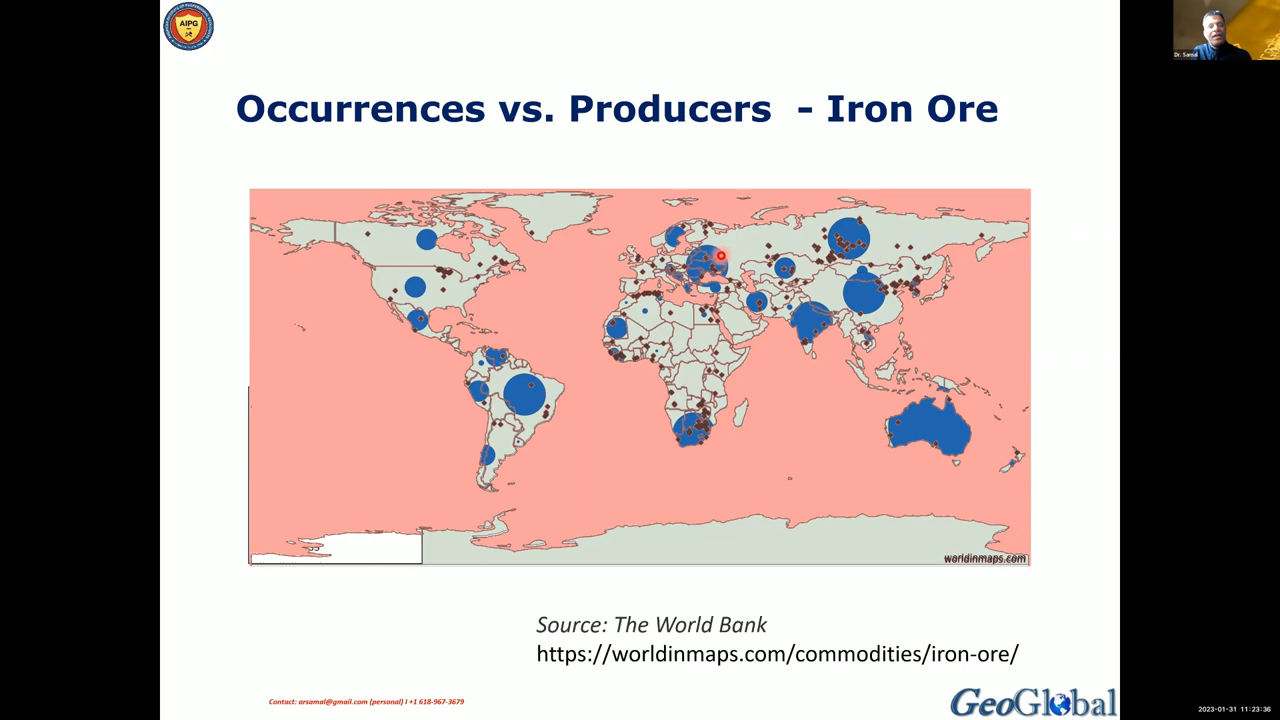 AIPG
Dr. Samal
Occurrences vs. Producers - Iron Ore
worldinmaps.com
Source: The World Bank
https://worldinmaps.com/commodities/iron-ore/
Contact: arsamal@gmail.com (personal) I +1 618-967-3679
GeoGlobal
2023-01-31 11:23:36